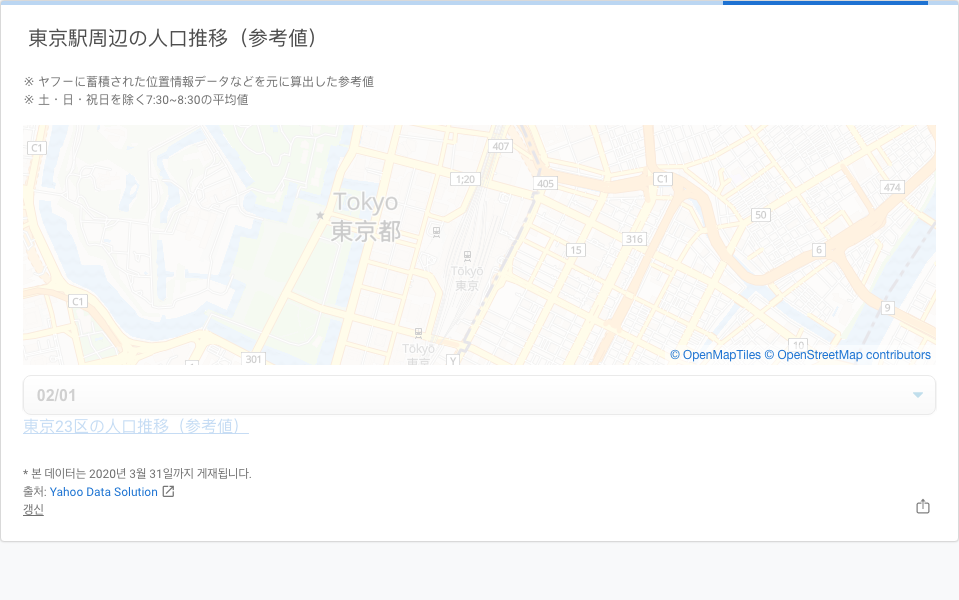 東京駅周辺の人口推移（参考値）
※ ヤフーに蓄積された位置情報データなどを元に算出した参考値
※ 土・日・祝日を除く7:30~8:30の平均値
C1
407
1;20
405
C1
474
Tokyo
東京都
50
316
15
6
Tōkyō
東京
C1
9
10
Tōkyō
東京
301
Y
© OpenMapTiles © OpenStreetMap contributors
02/01
東京23区の人口推移（参考値）
* 본 데이터는 2020년 3월 31일까지 게재됩니다.
출처: Yahoo Data Solution
갱신